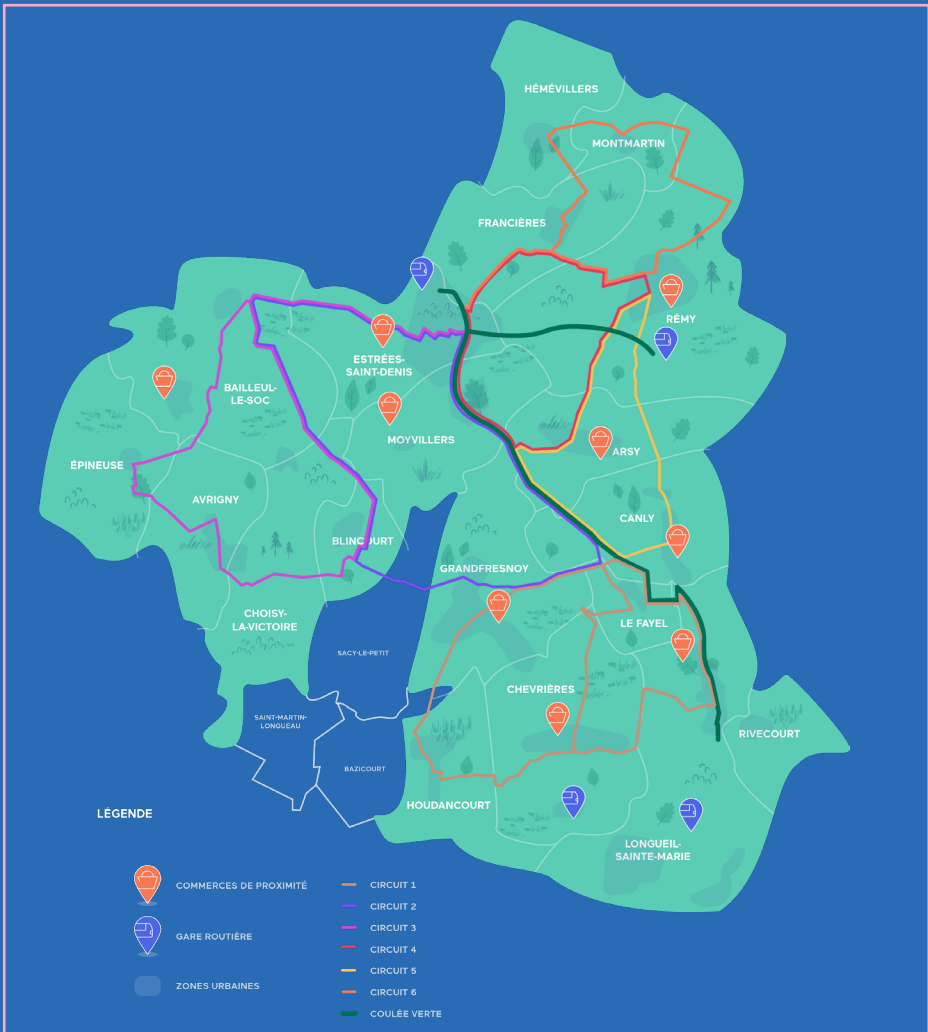 HÉMÉVILLERS
MONTMARTIN
FRANCIÈRES
RÉMY
ESTRÉES-
SAINT-DENIS
BAILLEUL-
LE-SOC
MOYVILLERS
ARSY
ÉPINEUSE
AVRIGNY
CANLY
BLINCOURT
GRANDFRESNOY
CHOISY-
LA-VICTOIRE
LE FAYEL
SACY-LE-PETIT
CHEVRIÈRES
SAINT-MARTIN-
LONGUEAU
RIVECOURT
BAZICOURT
HOUDANCOURT
LONGUEIL-
SAINTE-MARIE
LÉGENDE
COMMERCES DE PROXIMITÉ
GARE ROUTIÈRE
ZONES URBAINES
CIRCUIT 1
CIRCUIT 2
CIRCUIT 3
CIRCUIT 4
CIRCUIT 5
CIRCUIT 6
COULÉE VERTE